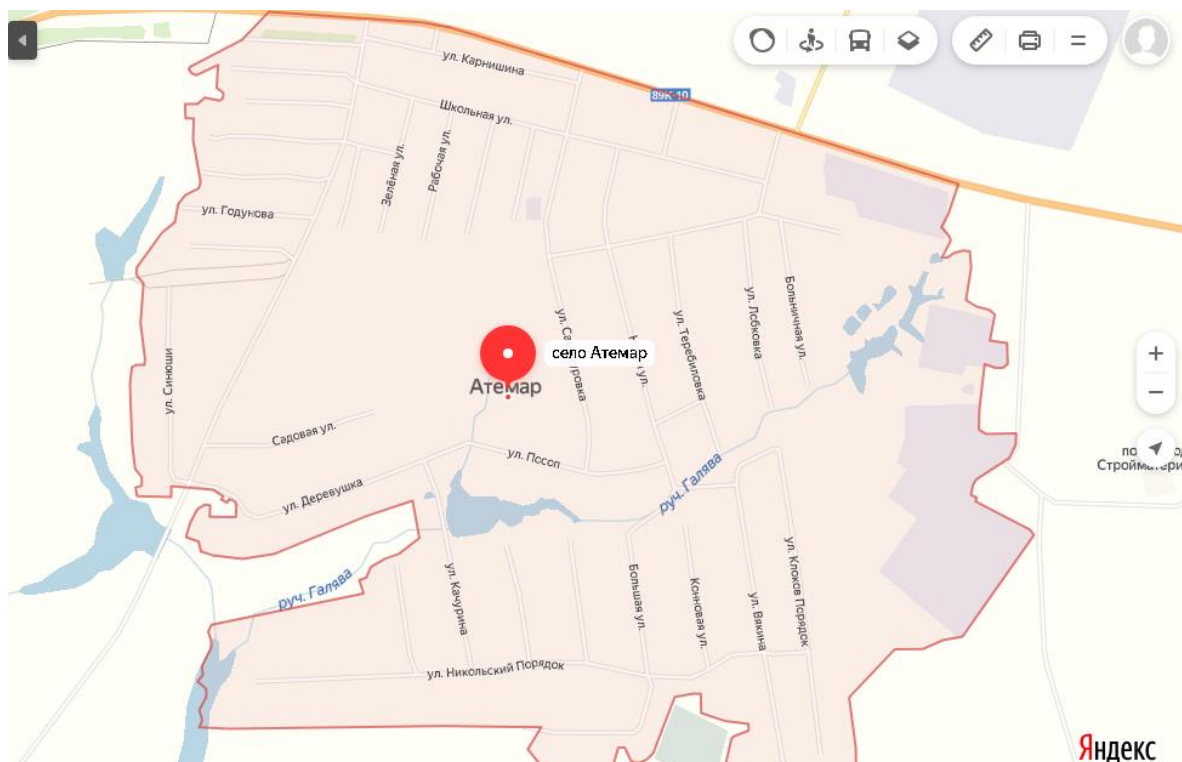 ул. Карнишина
89К-10
Школьная ул.
Зелёная ул.
Рабочая ул.
ул. Годунова
Больничная ул.
ул. Лобковка
ул. Теребиловка
село Атемар
Атемар
ул. Синюши
Садовая ул.
ул. Посоп
ул. Деревушка
руч. Галява
руч. Галява
ул. Качурина
Большая ул.
Конновая ул.
ул. Вякина
ул. Клоков Порядок
ул. Никольский Порядок
Яндекс